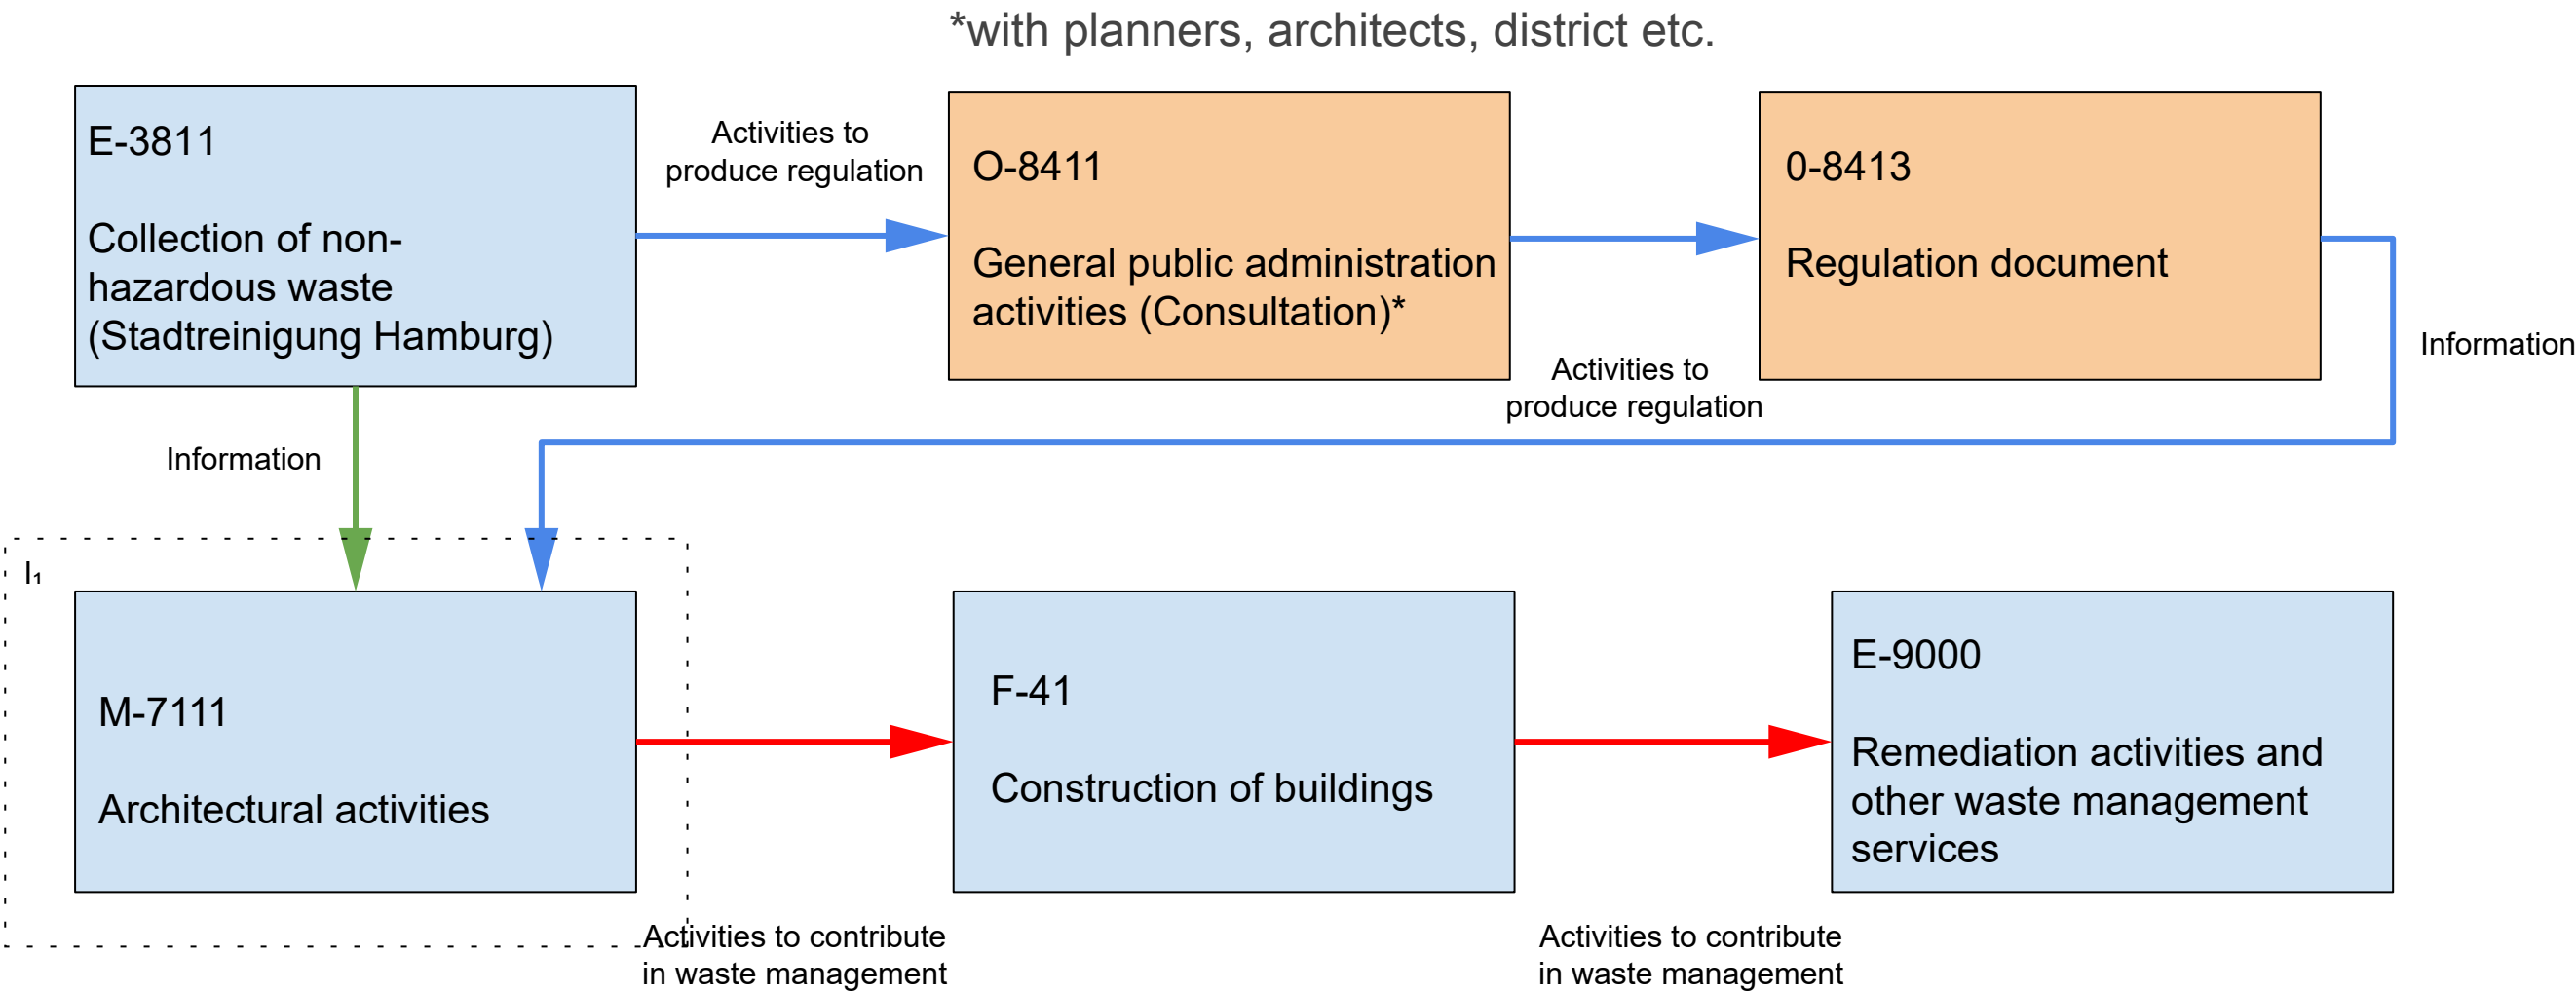 *with planners, architects, district etc.
E-3811
Collection of non-
hazardous waste
(Stadtreinigung Hamburg)
Activities to
produce regulation
O-8411
General public administration
activities (Consultation)*
Activities to
produce regulation
0-8413
Regulation document
Information
Information
I₁
M-7111
Architectural activities
Activities to contribute
in waste management
F-41
Construction of buildings
Activities to contribute
in waste management
E-9000
Remediation activities and
other waste management
services